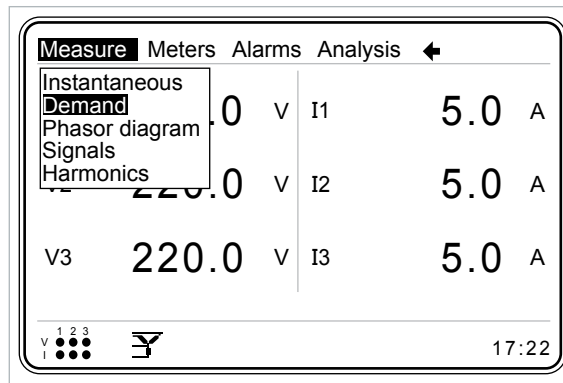 Measure Meters Alarms Analysis
Instantaneous
Demand
Phasor diagram
Signals
Harmonics
.0 V I1 5.0 A
220.0 V I2 5.0 A
V3 220.0 V I3 5.0 A
1 2 3
V
I
17:22